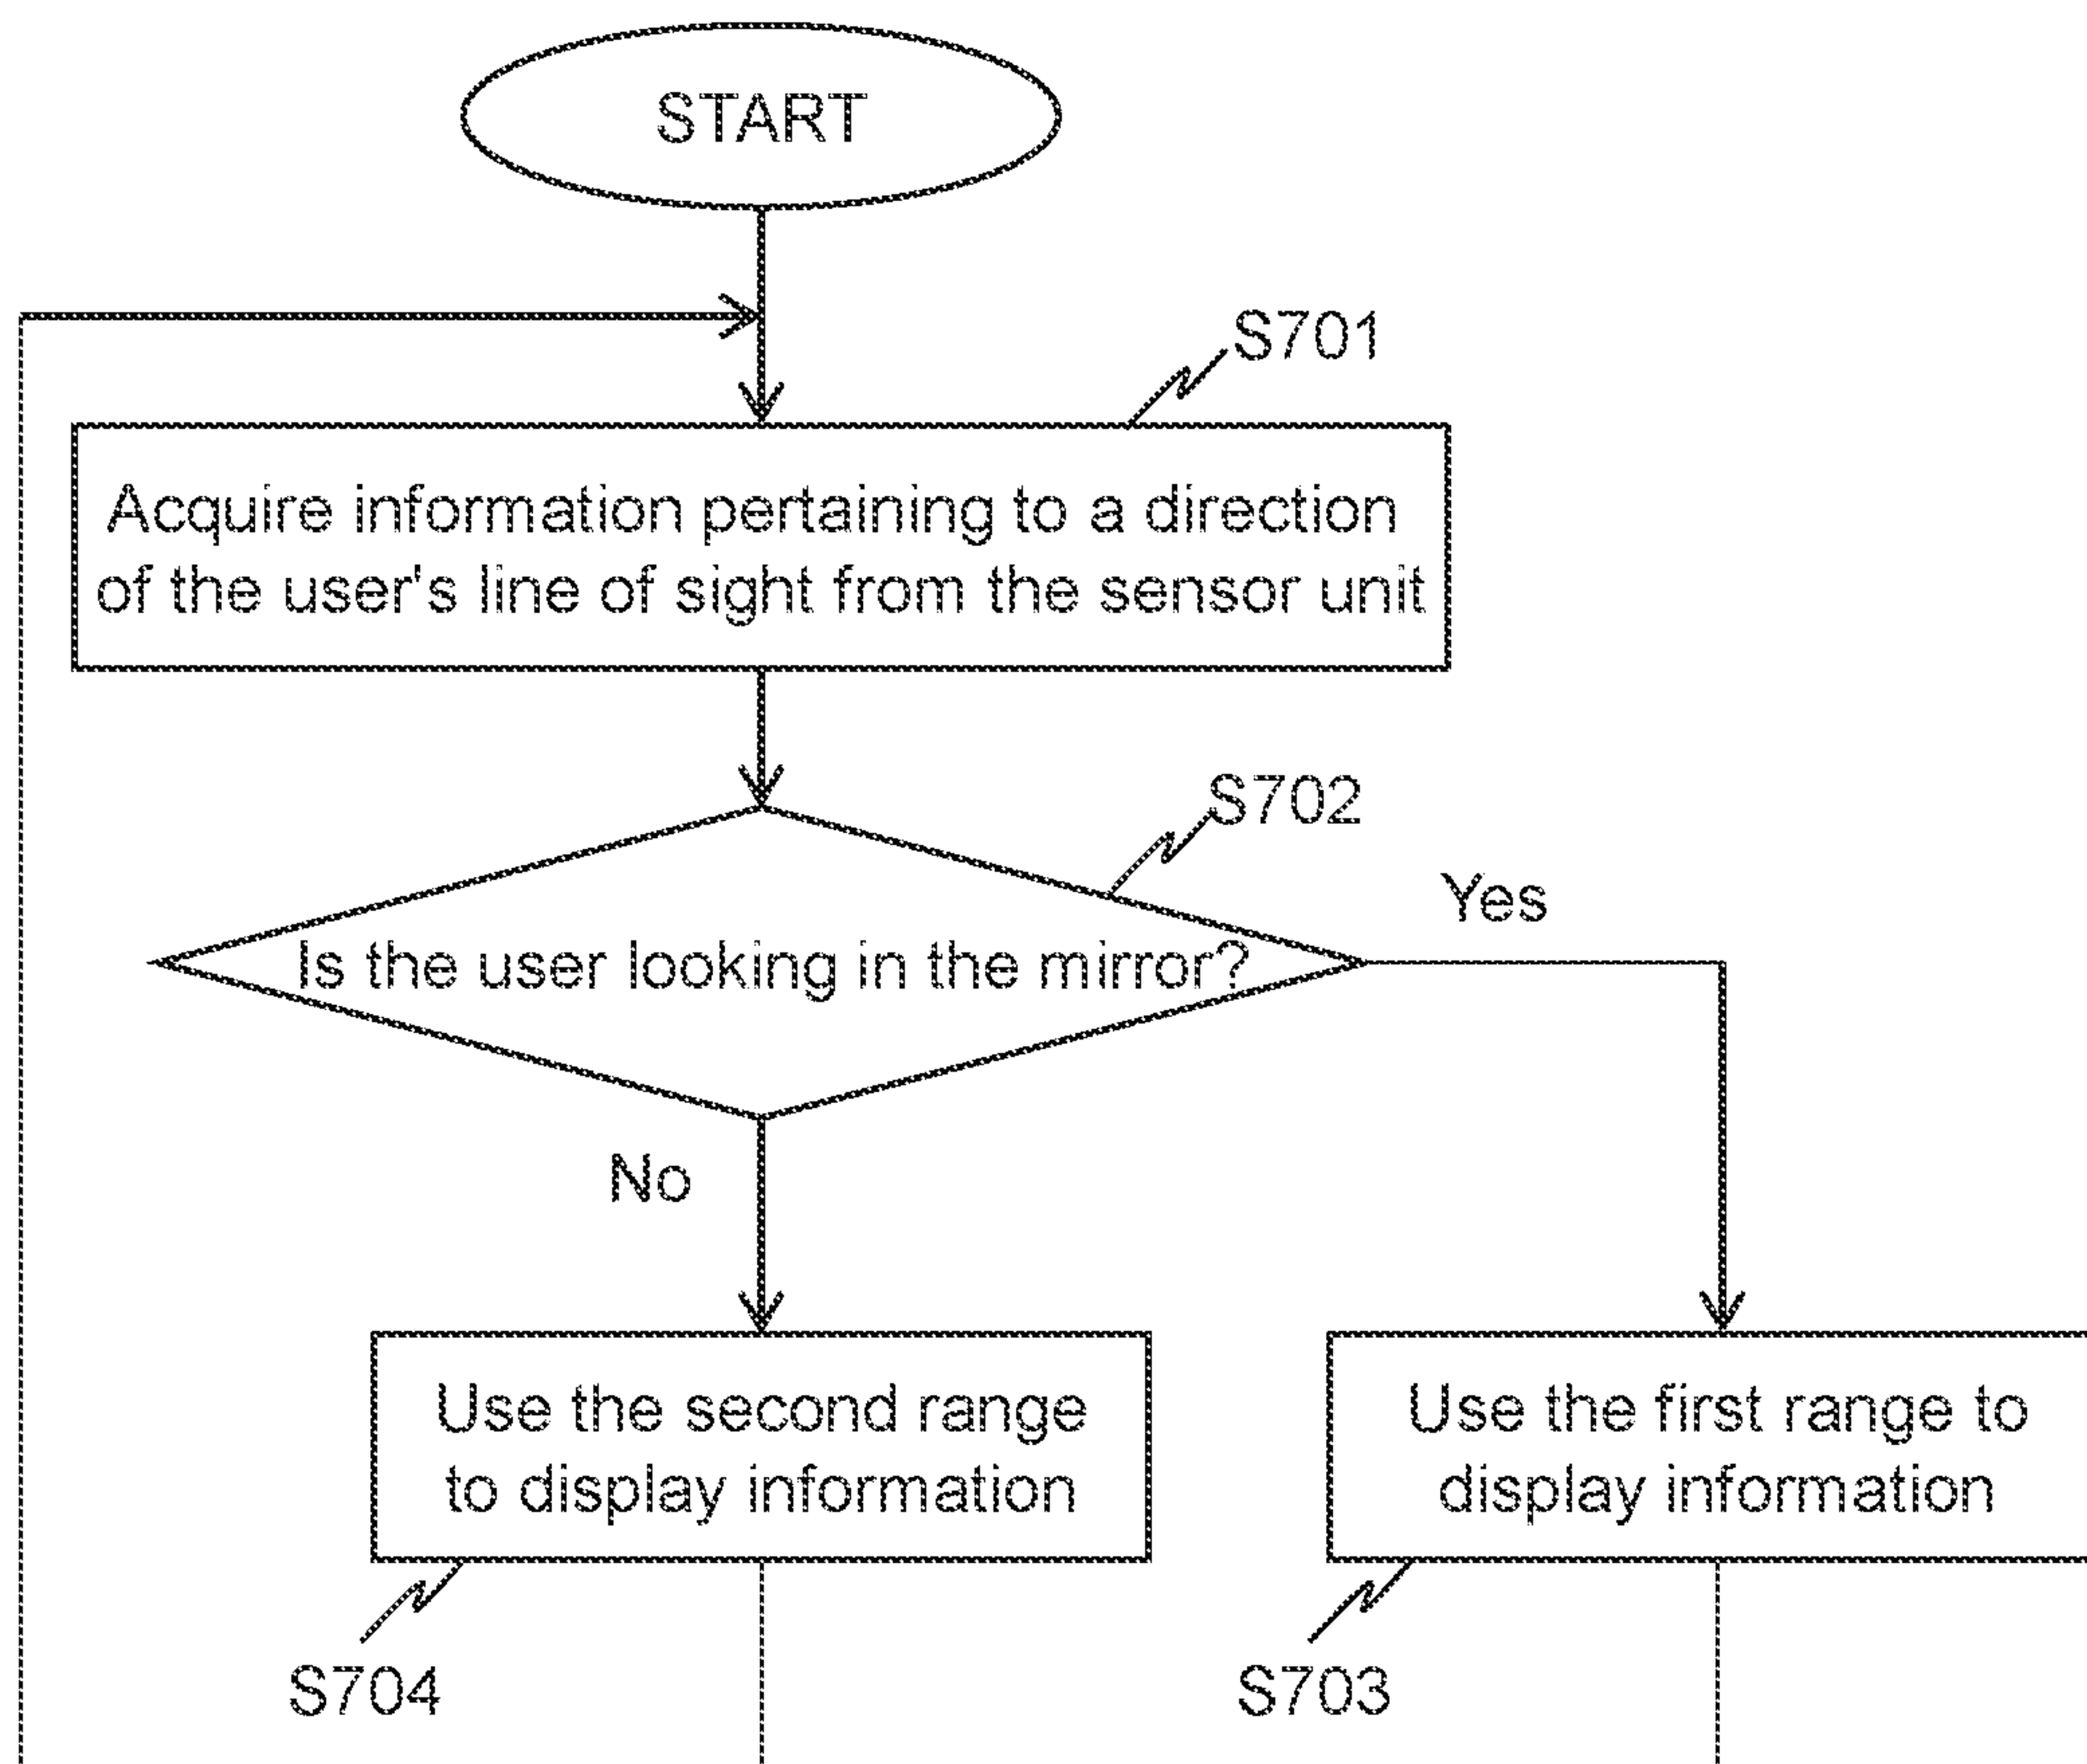 START
S701
Acquire information pertaining to a direction
of the user's line of sight from the sensor unit
S702
Yes
Is the user looking in the mirror?
No
Use the second range
to display information
Use the first range to
display information
S704
S703